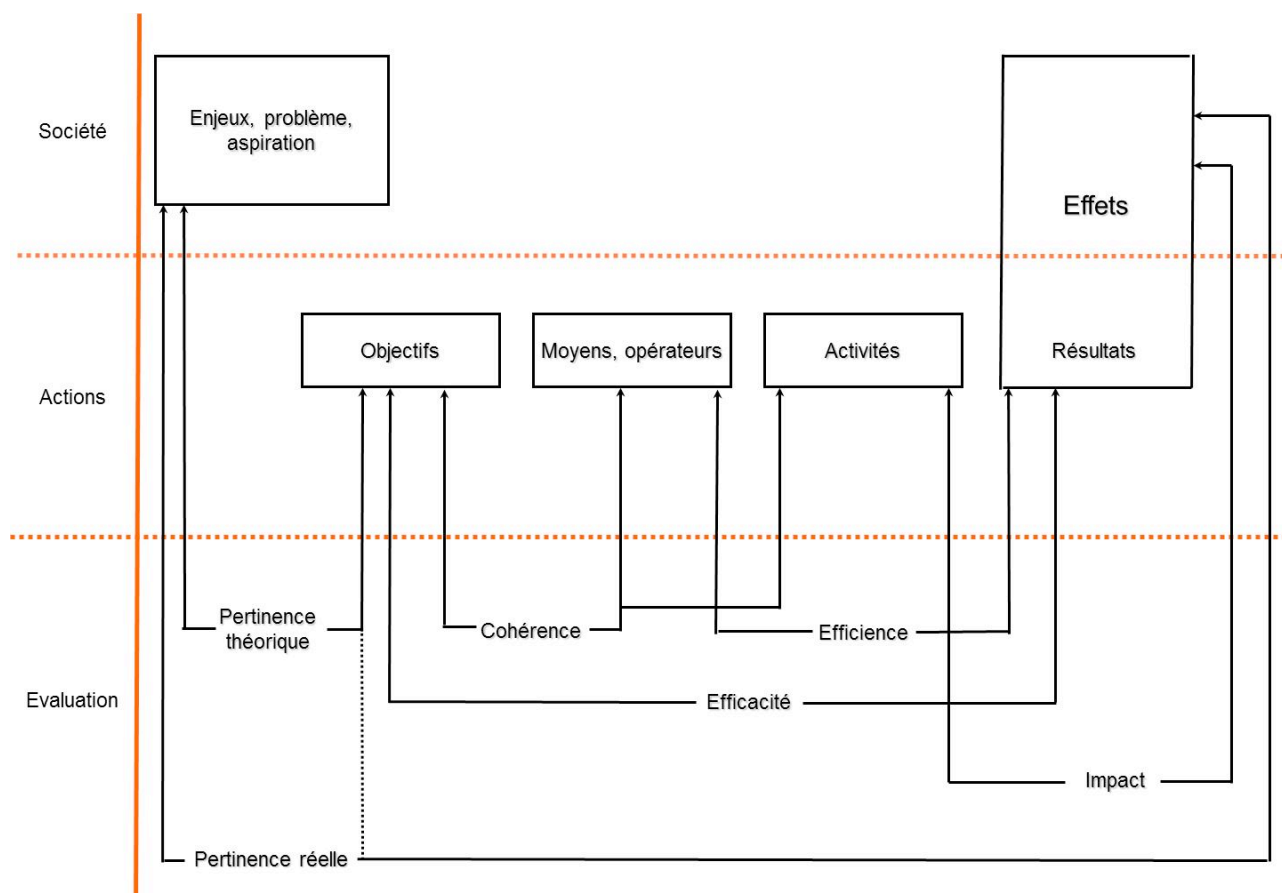 Société
Enjeux, problème,
aspiration
Effets
Actions
Objectifs
Moyens, opérateurs
Activités
Résultats
Evaluation
Pertinence
théorique
Cohérence
Efficience
Efficacité
Impact
Pertinence réelle